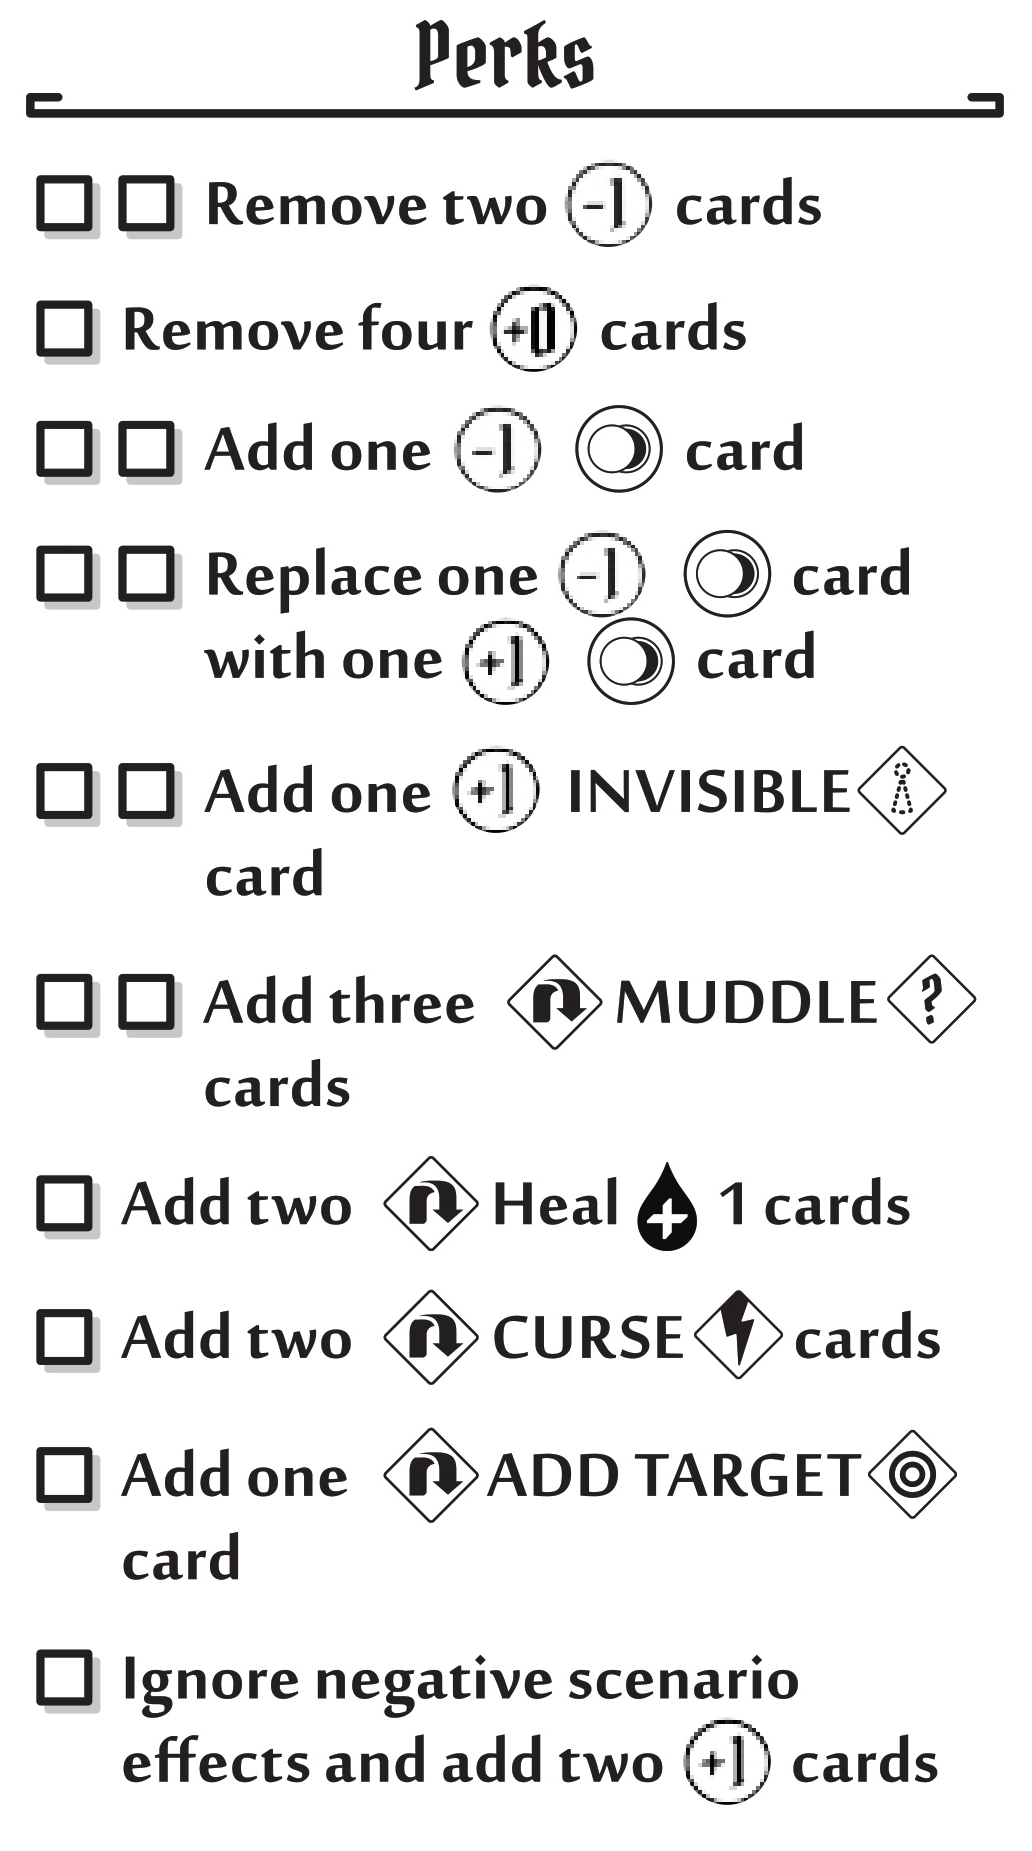 Perks
Remove two -1 cards
Remove four +0 cards
Add one -1 card
Replace one -1 card
with one +1 card
Add one +1 INVISIBLE
card
Add three MUDDLE ?
cards
Add two Heal 1 cards
Add two CURSE cards
Add one ADD TARGET
card
Ignore negative scenario
effects and add two +1 cards